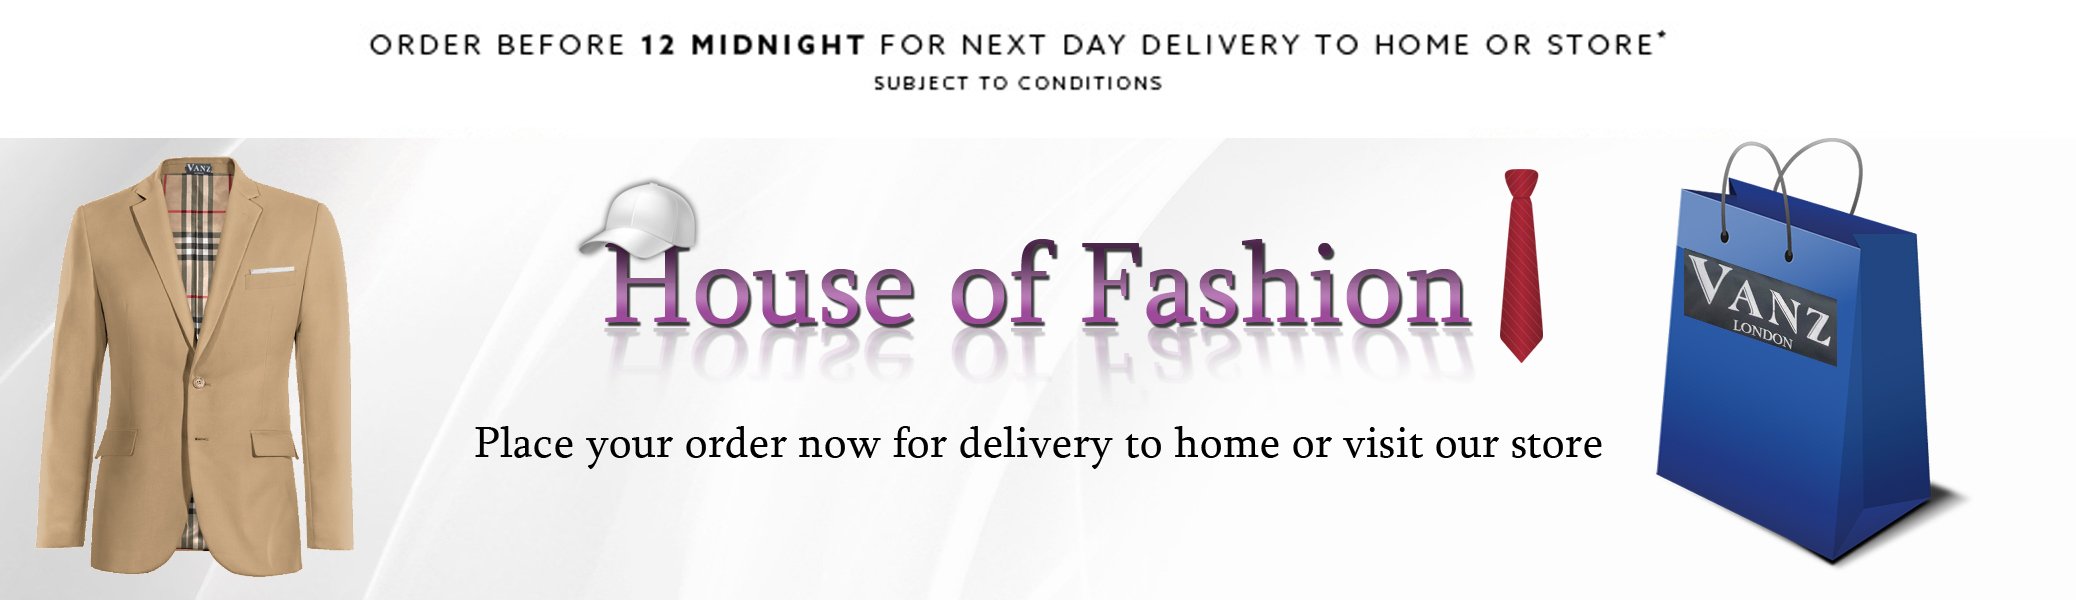 ORDER BEFORE 12 MIDNIGHT FOR NEXT DAY DELIVERY TO HOME OR STORE*
SUBJECT TO CONDITIONS
VANZ
House of Fashion
VANZ
LONDON
Place your order now for delivery to home or visit our store